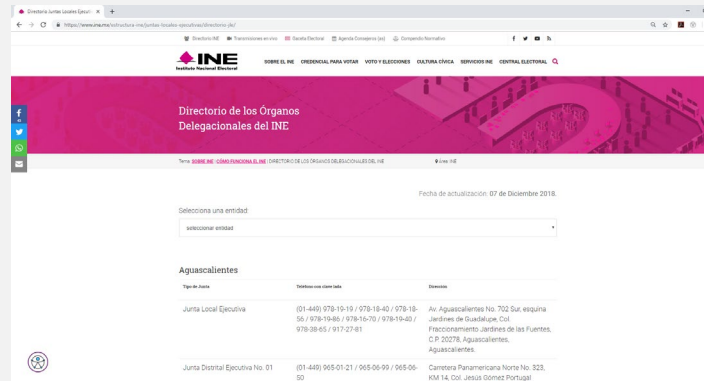 Directorio Juntas Locales Ejecuti
https://www.ine.mx/estructura-ine/juntas-locales-ejecutivas/directorio-jle/
Directorio INE Transmisiones en vivo Gaceta Electoral Agenda Consejeros (as) Compendio Normativo
INE
Instituto Nacional Electoral
SOBRE EL INE CREDENCIAL PARA VOTAR VOTO Y ELECCIONES CULTURA CÍVICA SERVICIOS INE CENTRAL ELECTORAL
Directorio de los Órganos
Delegacionales del INE
Tema: SOBRE INE | CÓMO FUNCIONA EL INE | DIRECTORIO DE LOS ÓRGANOS DELEGACIONALES DEL INE Área: INE
Fecha de actualización: 07 de Diciembre 2018.
Selecciona una entidad:
seleccionar entidad
Aguascalientes
Tipo de Junta Teléfono con clave lada Dirección
Junta Local Ejecutiva (01-449) 978-19-19 / 978-18-40 / 978-18- Av. Aguascalientes No. 702 Sur, esquina
56 / 978-19-86 / 978-16-70 / 978-19-40 / Jardines de Guadalupe, Col.
978-38-65 / 917-27-81 Fraccionamiento Jardines de las Fuentes,
C.P. 20278, Aguascalientes,
Aguascalientes.
Junta Distrital Ejecutiva No. 01 (01-449) 965-01-21 / 965-06-99 / 965-06- Carretera Panamericana Norte No. 323,
50 KM 14, Col. Jesús Gómez Portugal